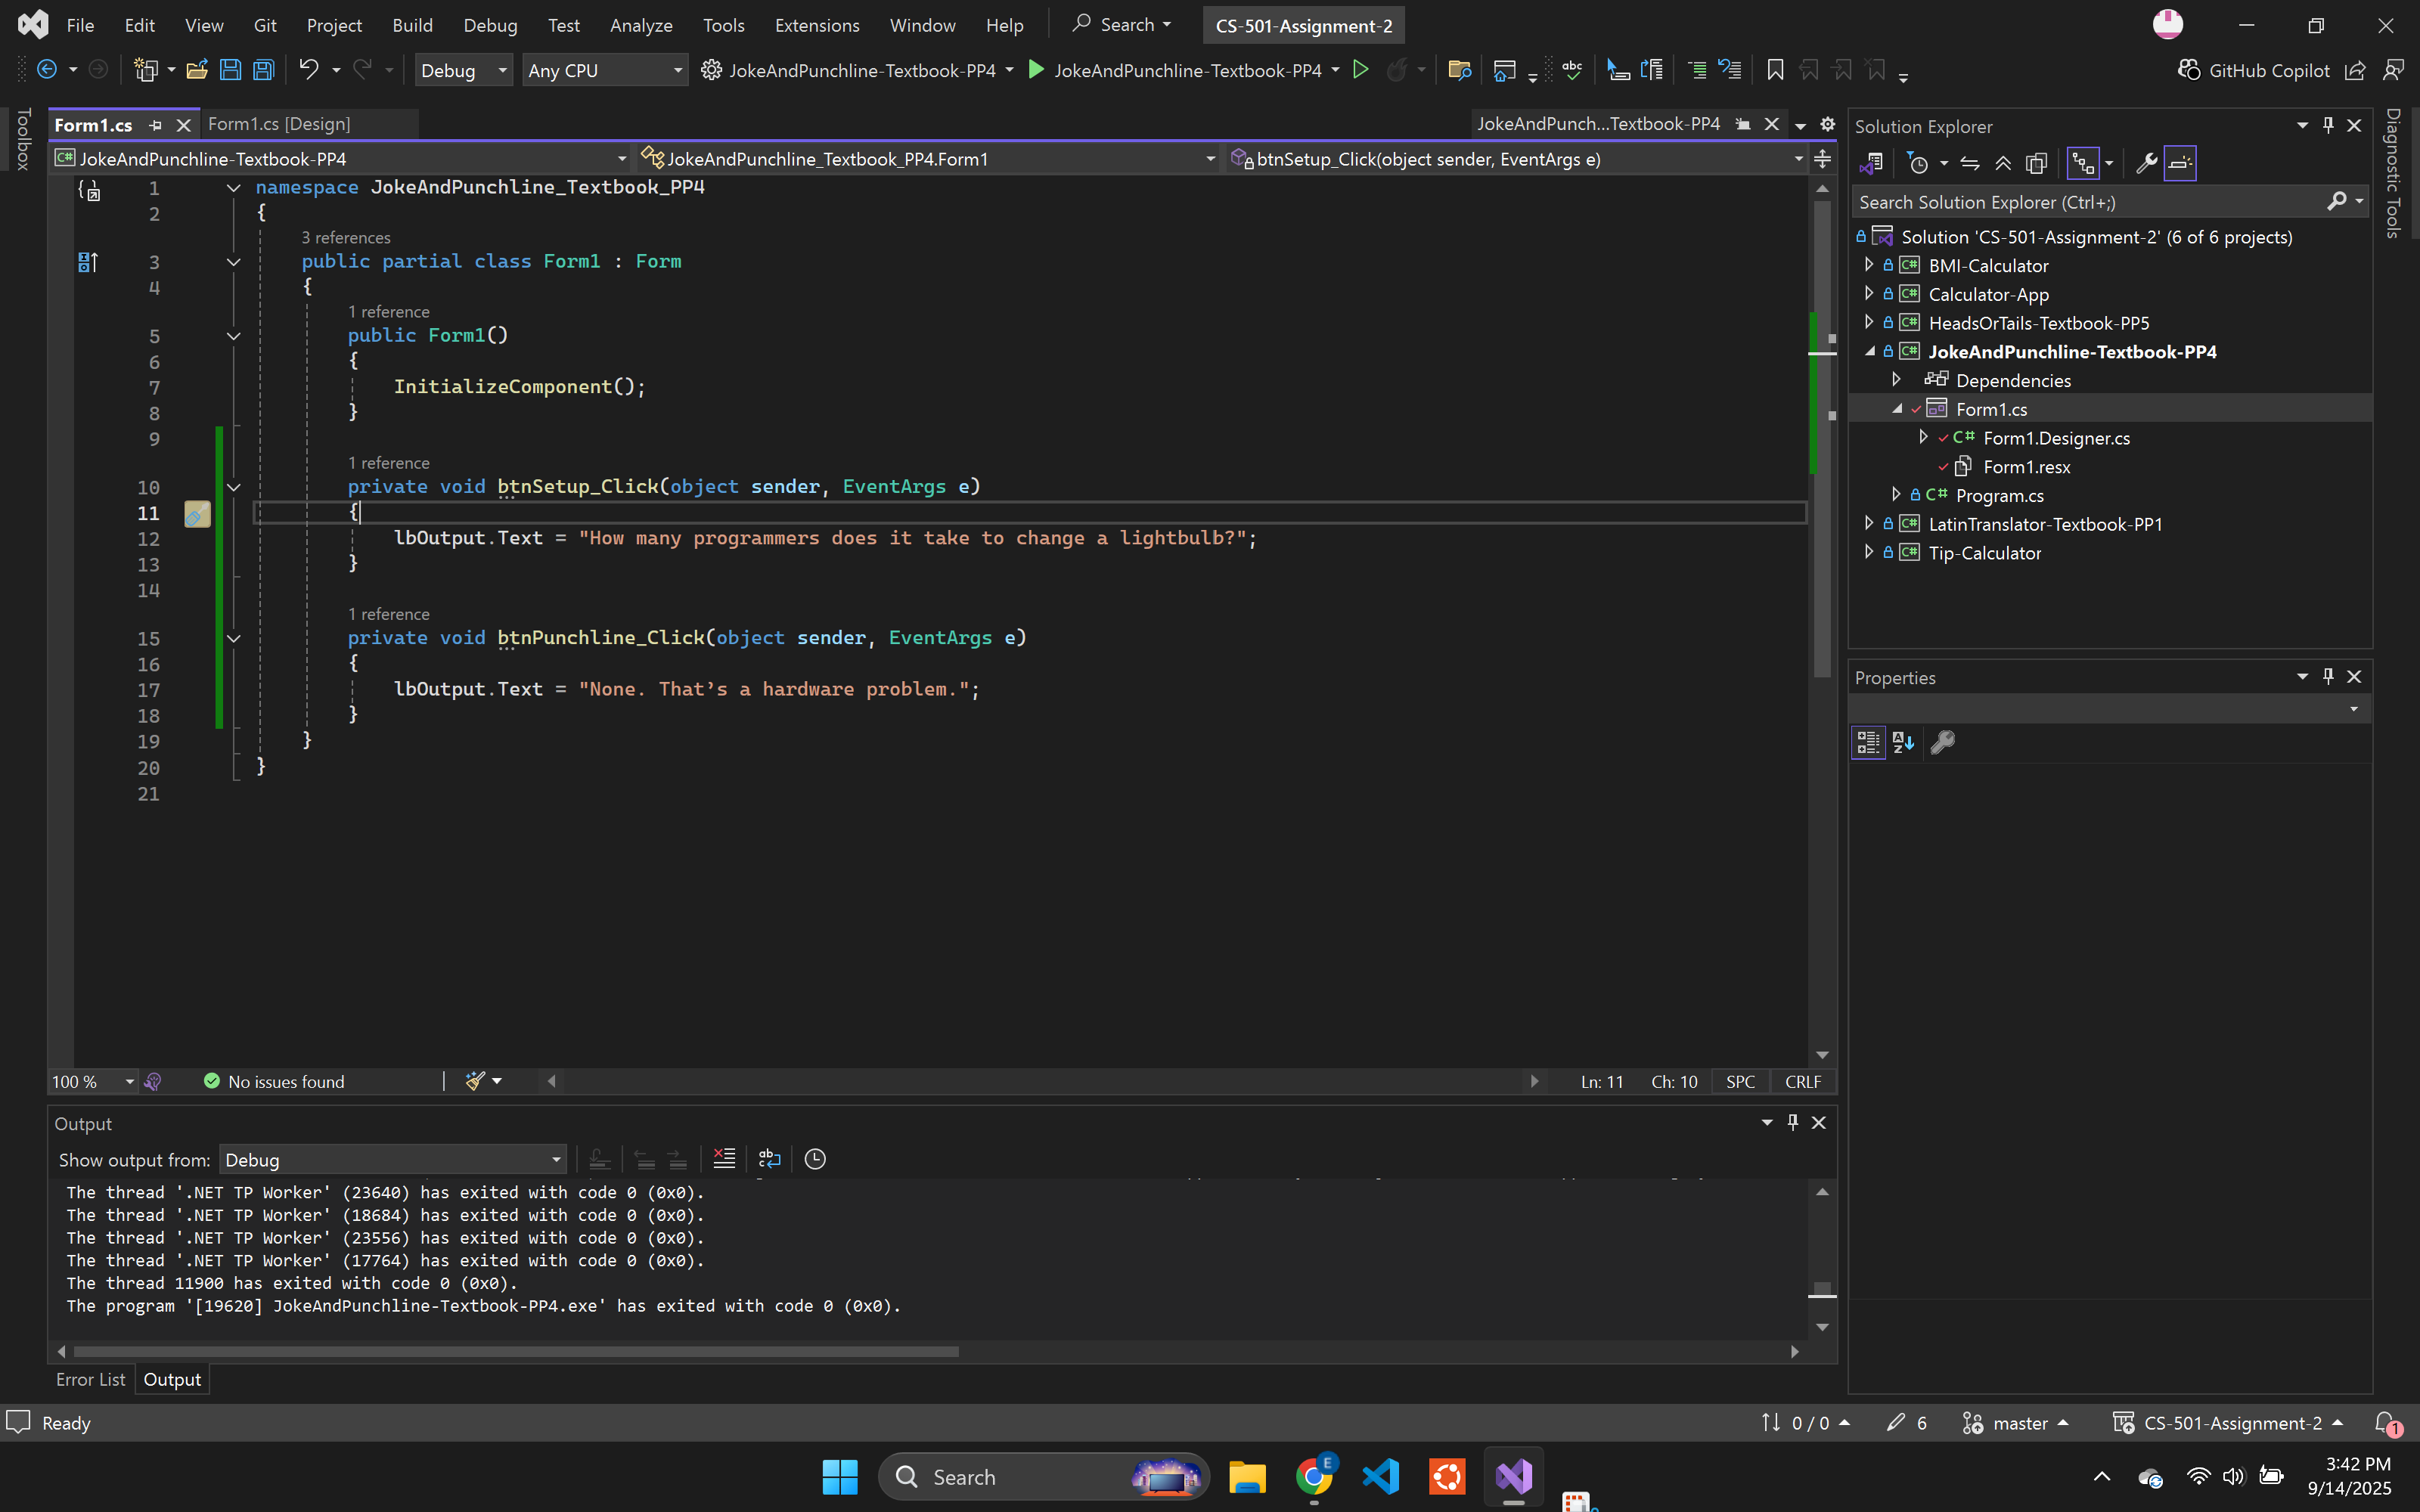 File Edit View Git Project Build Debug Test Analyze Tools Extensions Window Help Search CS-501-Assignment-2
Debug Any CPU JokeAndPunchline-Textbook-PP4 JokeAndPunchline-Textbook-PP4 GitHub Copilot
Toolbox
Form1.cs Form1.cs [Design] JokeAndPunch...Textbook-PP4
JokeAndPunchline-Textbook-PP4 JokeAndPunchline_Textbook_PP4.Form1 btnSetup_Click(object sender, EventArgs e)
1 namespace JokeAndPunchline_Textbook_PP4
2 {
3 references
3 public partial class Form1 : Form
4 {
1 reference
5 public Form1()
6 {
7 InitializeComponent();
8 }
9
1 reference
10 private void btnSetup_Click(object sender, EventArgs e)
11 {
12 lbOutput.Text = "How many programmers does it take to change a lightbulb?";
13 }
14
1 reference
15 private void btnPunchline_Click(object sender, EventArgs e)
16 {
17 lbOutput.Text = "None. That’s a hardware problem.";
18 }
19 }
20 }
21
100 % No issues found Ln: 11 Ch: 10 SPC CRLF
Output
Show output from: Debug
The thread '.NET TP Worker' (23640) has exited with code 0 (0x0).
The thread '.NET TP Worker' (18684) has exited with code 0 (0x0).
The thread '.NET TP Worker' (23556) has exited with code 0 (0x0).
The thread '.NET TP Worker' (17764) has exited with code 0 (0x0).
The thread 11900 has exited with code 0 (0x0).
The program '[19620] JokeAndPunchline-Textbook-PP4.exe' has exited with code 0 (0x0).
Error List Output
Solution Explorer
Search Solution Explorer (Ctrl+;)
Solution 'CS-501-Assignment-2' (6 of 6 projects)
C# BMI-Calculator
C# Calculator-App
C# HeadsOrTails-Textbook-PP5
C# JokeAndPunchline-Textbook-PP4
Dependencies
Form1.cs
C# Form1.Designer.cs
Form1.resx
C# Program.cs
C# LatinTranslator-Textbook-PP1
C# Tip-Calculator
Properties
Diagnostic Tools
Ready 0 / 0 6 master CS-501-Assignment-2 1
Search E 3:42 PM
9/14/2025